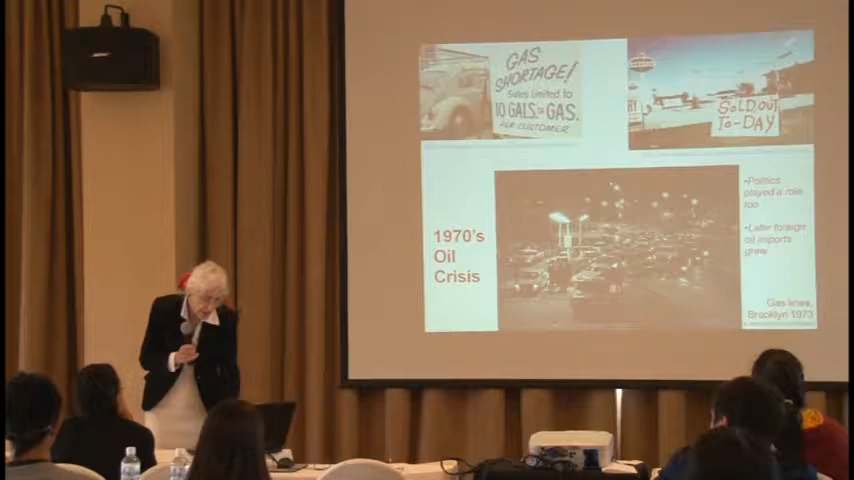 GAS
SHORTAGE!
Sales Limited to
10 GALS. OF GAS.
PER CUSTOMER
SOLD OUT
TO-DAY
•Politics
played a role
too
•Later foreign
oil imports
grew
1970's
Oil
Crisis
Gas lines,
Brooklyn 1973